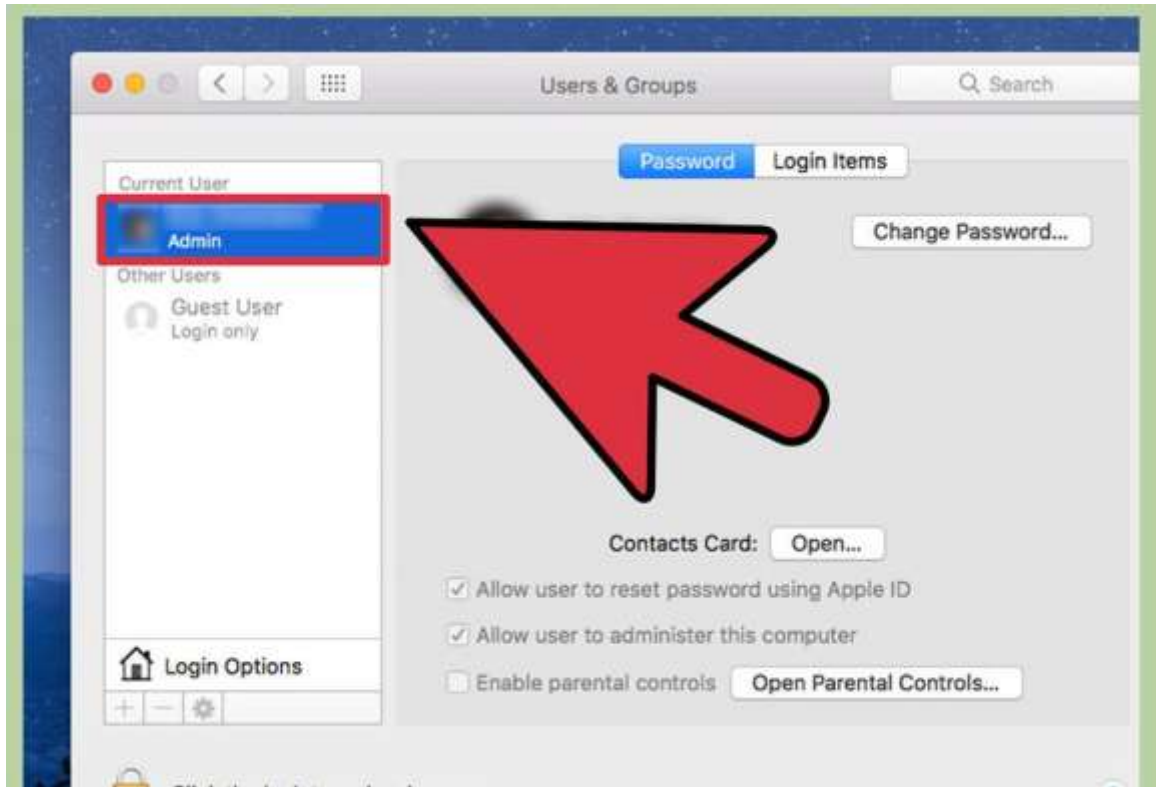 Users & Groups
Search
Password
Login Items
Current User
Admin
Change Password...
Other Users
Guest User
Login only
Contacts Card:
Open...
Allow user to reset password using Apple ID
Allow user to administer this computer
Enable parental controls
Open Parental Controls...
Login Options